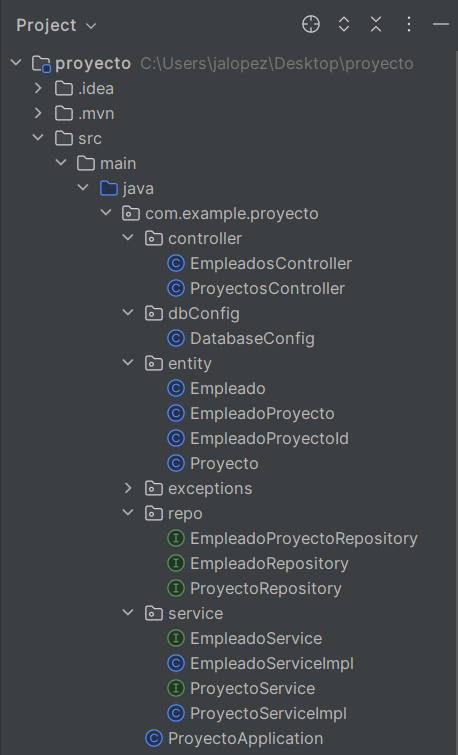 Project
proyecto C:\Users\jalopez\Desktop\proyecto
.idea
.mvn
src
main
java
com.example.proyecto
controller
C EmpleadosController
C ProyectosController
dbConfig
C DatabaseConfig
entity
C Empleado
C EmpleadoProyecto
C EmpleadoProyectoId
C Proyecto
exceptions
repo
I EmpleadoProyectoRepository
I EmpleadoRepository
I ProyectoRepository
service
I EmpleadoService
C EmpleadoServiceImpl
I ProyectoService
C ProyectoServiceImpl
C ProyectoApplication